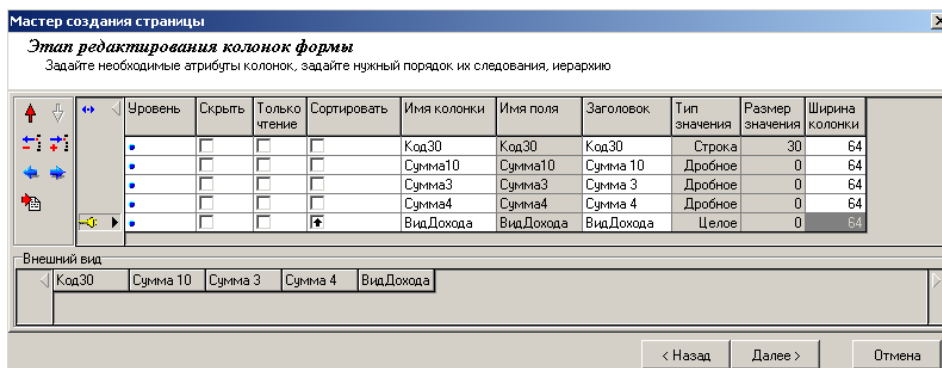 Мастер создания страницы
Этап редактирования колонок формы
Задайте необходимые атрибуты колонок, задайте нужный порядок их следования, иерархию
Уровень Скрыть Только чтение Сортировать Имя колонки Имя поля Заголовок Тип значения Размер значения Ширина колонки
Код30 Код30 Код30 Строка 30 64
Сумма10 Сумма10 Сумма 10 Дробное 0 64
Сумма3 Сумма3 Сумма 3 Дробное 0 64
Сумма4 Сумма4 Сумма 4 Дробное 0 64
ВидДохода ВидДохода ВидДохода Целое 0 64
Внешний вид
Код30 Сумма 10 Сумма 3 Сумма 4 ВидДохода
< Назад Далее > Отмена